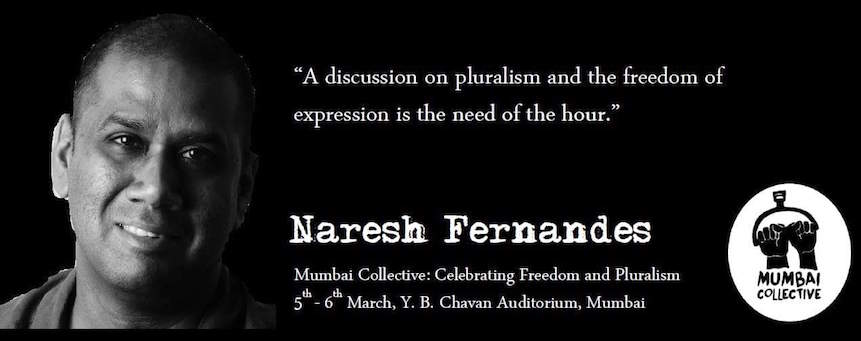 “A discussion on pluralism and the freedom of
expression is the need of the hour.”
Naresh Fernandes
Mumbai Collective: Celebrating Freedom and Pluralism
5th - 6th March, Y. B. Chavan Auditorium, Mumbai
MUMBAI
COLLECTIVE